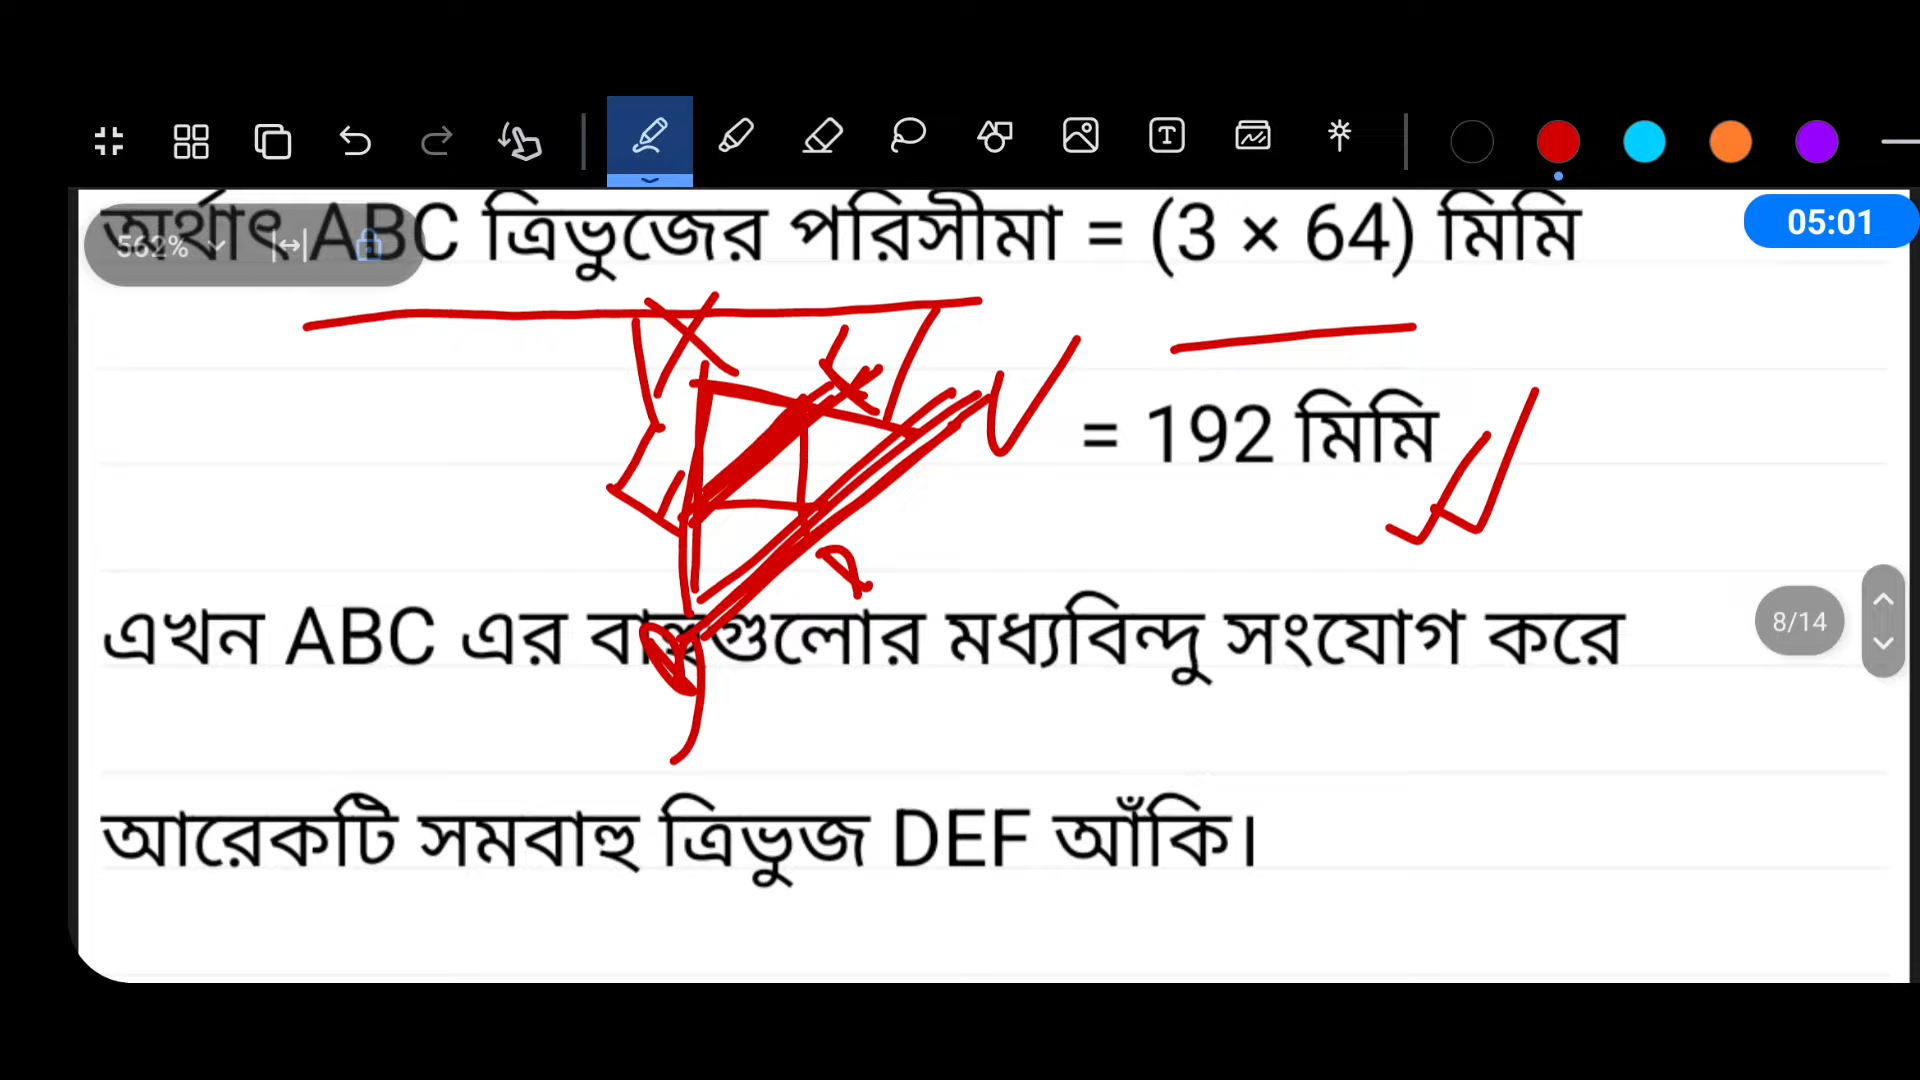 562%
05:01
অর্থাৎ ABC ত্রিভুজের পরিসীমা = (3 × 64) মিমি
= 192 মিমি
এখন ABC এর বাহুগুলোর মধ্যবিন্দু সংযোগ করে
8/14
আরেকটি সমবাহু ত্রিভুজ DEF আঁকি।